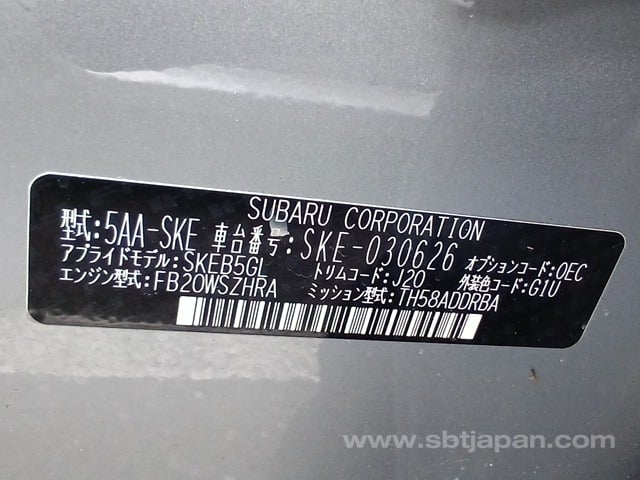 SUBARU CORPORATION
型式:5AA-SKE 車台番号:SKE-030626 オプションコード:OEC
アプライドモデル:SKEB5GL トリムコード:J20 外装色コード:G1U
エンジン型式:FB20WSZHRA ミッション型式:TH58ADDRBA
www.sbtjapan.com